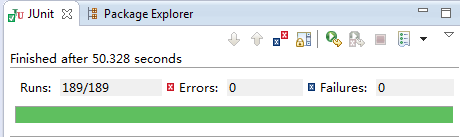 JUnit Package Explorer
Finished after 50.328 seconds
Runs: 189/189 Errors: 0 Failures: 0